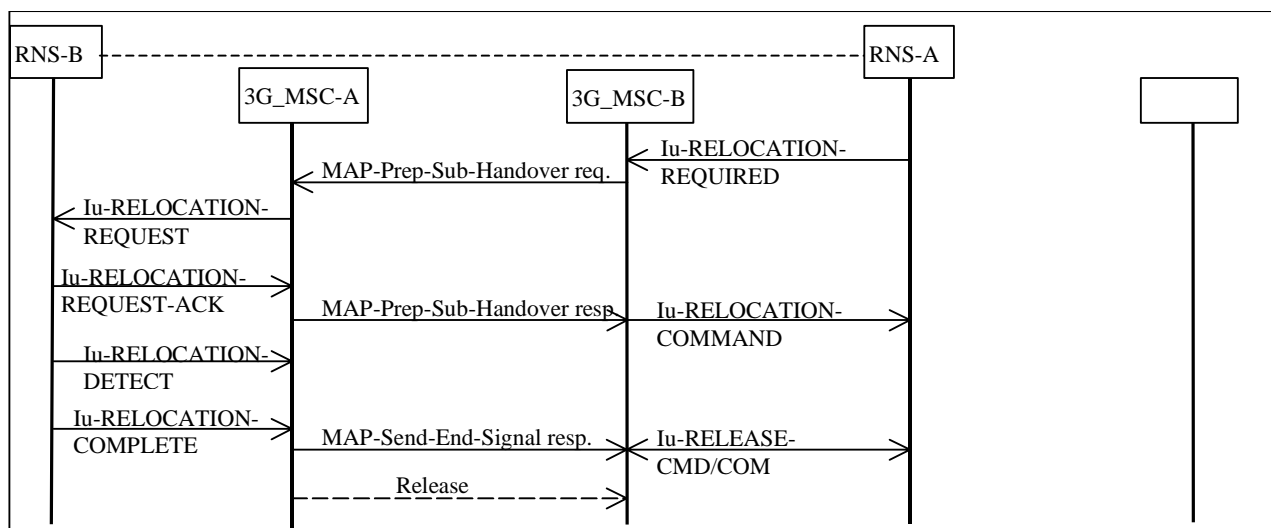 RNS-B
RNS-A
3G_MSC-A
3G_MSC-B
Iu-RELOCATION-
REQUIRED
MAP-Prep-Sub-Handover req.
Iu-RELOCATION-
REQUEST
Iu-RELOCATION-
REQUEST-ACK
MAP-Prep-Sub-Handover resp
Iu-RELOCATION-
COMMAND
Iu-RELOCATION-
DETECT
Iu-RELOCATION-
COMPLETE
MAP-Send-End-Signal resp.
Iu-RELEASE-
CMD/COM
Release